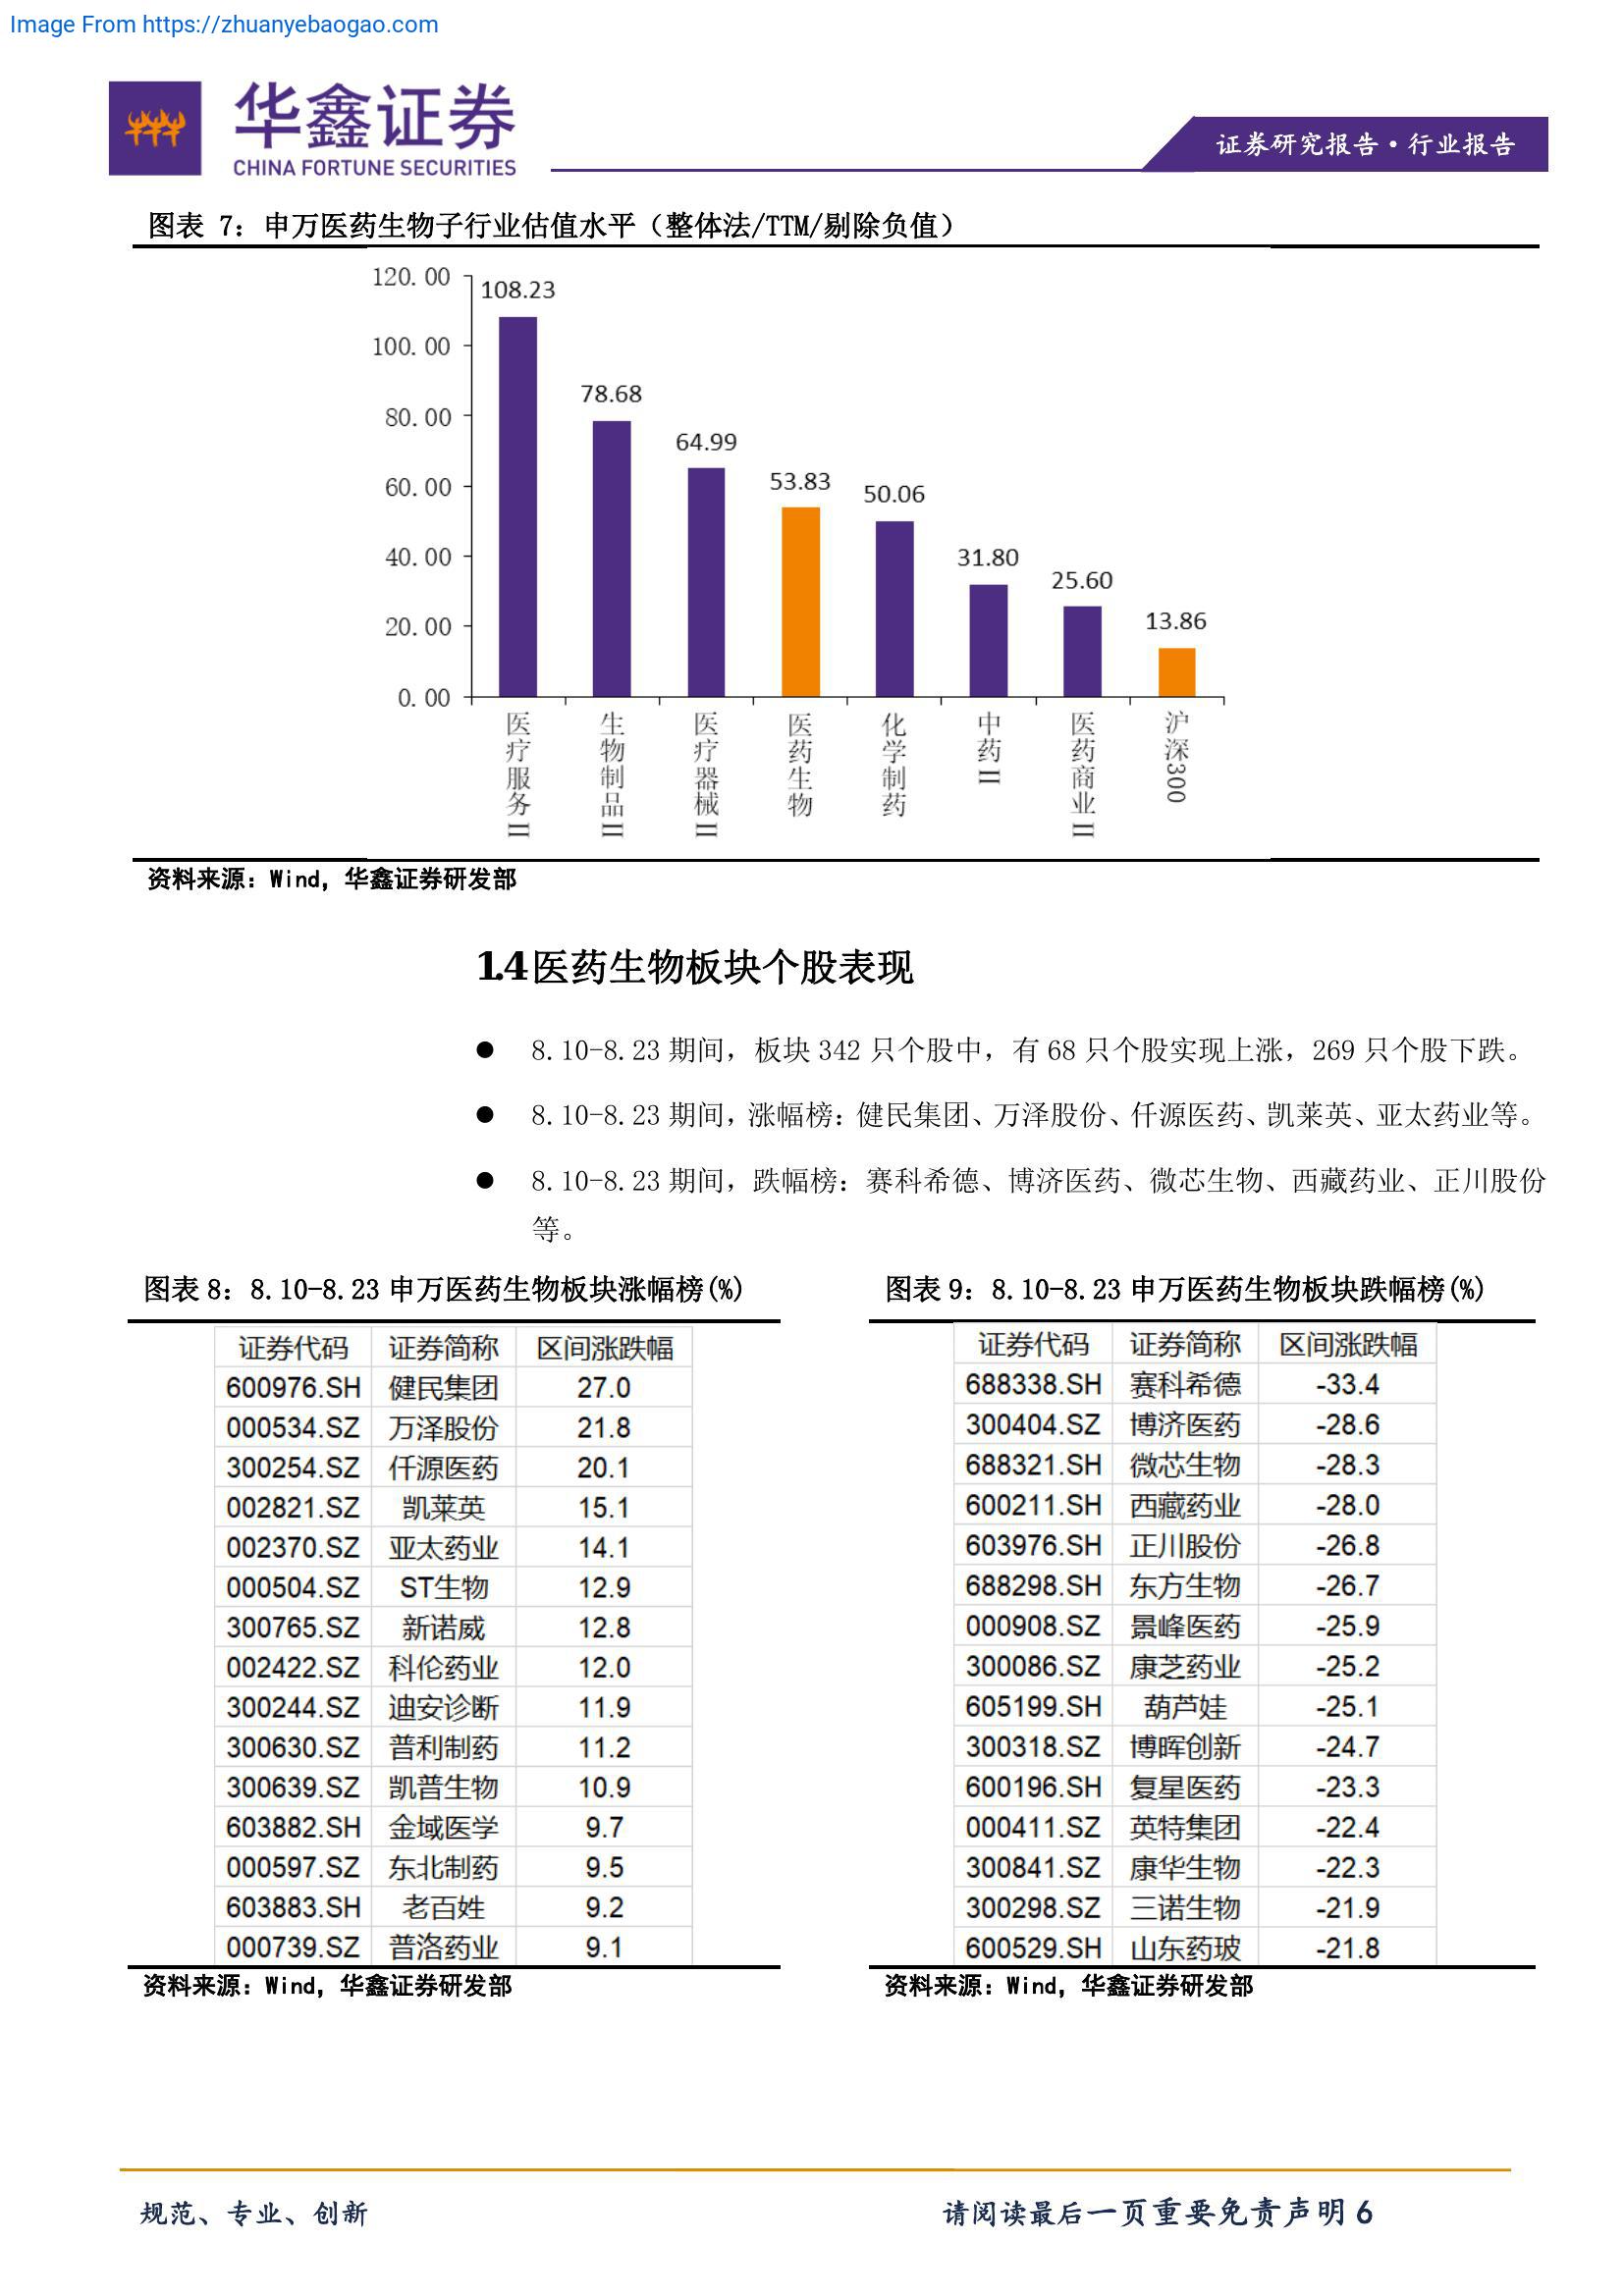 Image From https://zhuanyebaogao.com
华鑫证券
CHINA FORTUNE SECURITIES
证券研究报告·行业报告
图表 7：申万医药生物子行业估值水平（整体法/TTM/剔除负值）
120.00
100.00
80.00
60.00
40.00
20.00
0.00
108.23
78.68
64.99
53.83
50.06
31.80
25.60
13.86
医疗服务II
生物制品II
医疗器械II
医药生物
化学制药
中药II
医药商业II
沪深300
资料来源：Wind，华鑫证券研发部
1.4医药生物板块个股表现
● 8.10-8.23 期间，板块 342 只个股中，有 68 只个股实现上涨，269 只个股下跌。
● 8.10-8.23 期间，涨幅榜：健民集团、万泽股份、仟源医药、凯莱英、亚太药业等。
● 8.10-8.23 期间，跌幅榜：赛科希德、博济医药、微芯生物、西藏药业、正川股份
等。
图表 8：8.10-8.23 申万医药生物板块涨幅榜(%)
证券代码 证券简称 区间涨跌幅
600976.SH 健民集团 27.0
000534.SZ 万泽股份 21.8
300254.SZ 仟源医药 20.1
002821.SZ 凯莱英 15.1
002370.SZ 亚太药业 14.1
000504.SZ ST生物 12.9
300765.SZ 新诺威 12.8
002422.SZ 科伦药业 12.0
300244.SZ 迪安诊断 11.9
300630.SZ 普利制药 11.2
300639.SZ 凯普生物 10.9
603882.SH 金域医学 9.7
000597.SZ 东北制药 9.5
603883.SH 老百姓 9.2
000739.SZ 普洛药业 9.1
资料来源：Wind，华鑫证券研发部
图表 9：8.10-8.23 申万医药生物板块跌幅榜(%)
证券代码 证券简称 区间涨跌幅
688338.SH 赛科希德 -33.4
300404.SZ 博济医药 -28.6
688321.SH 微芯生物 -28.3
600211.SH 西藏药业 -28.0
603976.SH 正川股份 -26.8
688298.SH 东方生物 -26.7
000908.SZ 景峰医药 -25.9
300086.SZ 康芝药业 -25.2
605199.SH 葫芦娃 -25.1
300318.SZ 博晖创新 -24.7
600196.SH 复星医药 -23.3
000411.SZ 英特集团 -22.4
300841.SZ 康华生物 -22.3
300298.SZ 三诺生物 -21.9
600529.SH 山东药玻 -21.8
资料来源：Wind，华鑫证券研发部
规范、专业、创新
请阅读最后一页重要免责声明 6